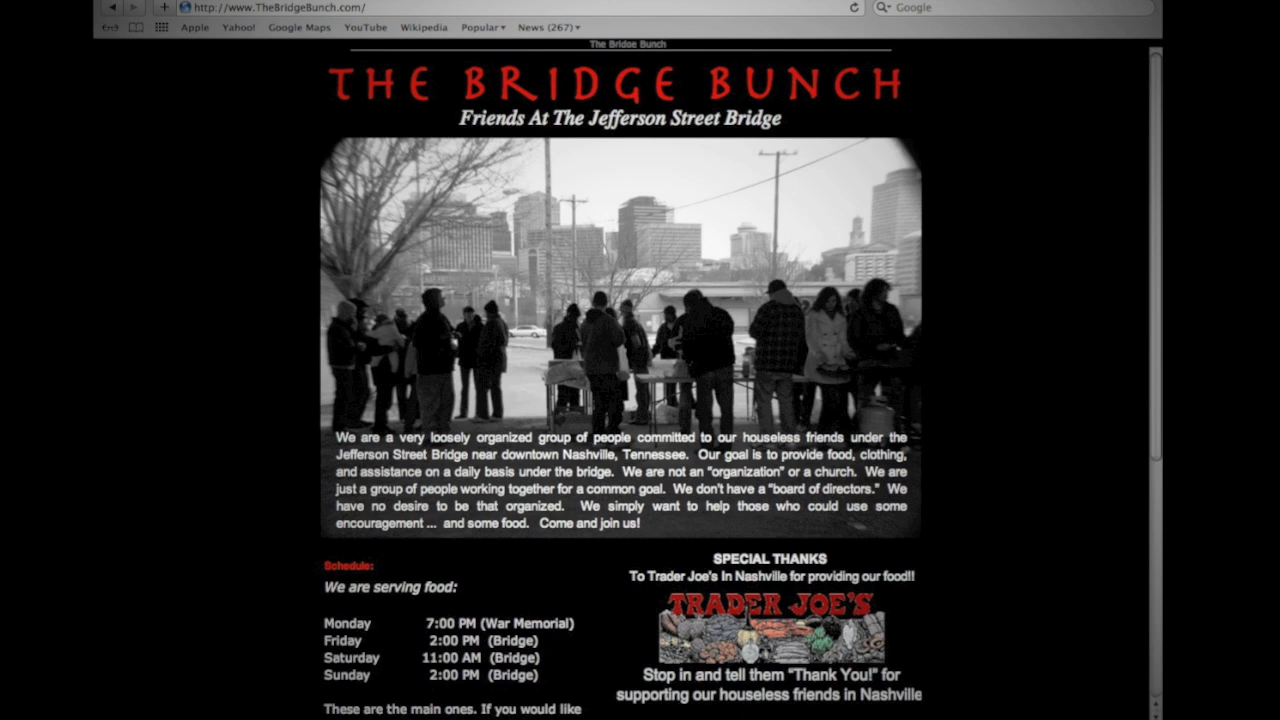 http://www.TheBridgeBunch.com/
Google
Apple Yahoo! Google Maps YouTube Wikipedia Popular News (267)
The Bridge Bunch
THE BRIDGE BUNCH
Friends At The Jefferson Street Bridge
We are a very loosely organized group of people committed to our houseless friends under the
Jefferson Street Bridge near downtown Nashville, Tennessee. Our goal is to provide food, clothing,
and assistance on a daily basis under the bridge. We are not an "organization" or a church. We are
just a group of people working together for a common goal. We don't have a "board of directors." We
have no desire to be that organized. We simply want to help those who could use some
encouragement ... and some food. Come and join us!
Schedule:
We are serving food:
Monday 7:00 PM (War Memorial)
Friday 2:00 PM (Bridge)
Saturday 11:00 AM (Bridge)
Sunday 2:00 PM (Bridge)
These are the main ones. If you would like
SPECIAL THANKS
To Trader Joe's In Nashville for providing our food!!
TRADER JOE'S
Stop in and tell them "Thank You!" for
supporting our houseless friends in Nashville